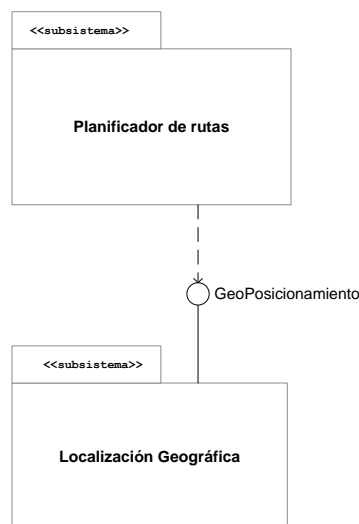 <<subsistema>>
Planificador de rutas
GeoPosicionamiento
<<subsistema>>
Localización Geográfica